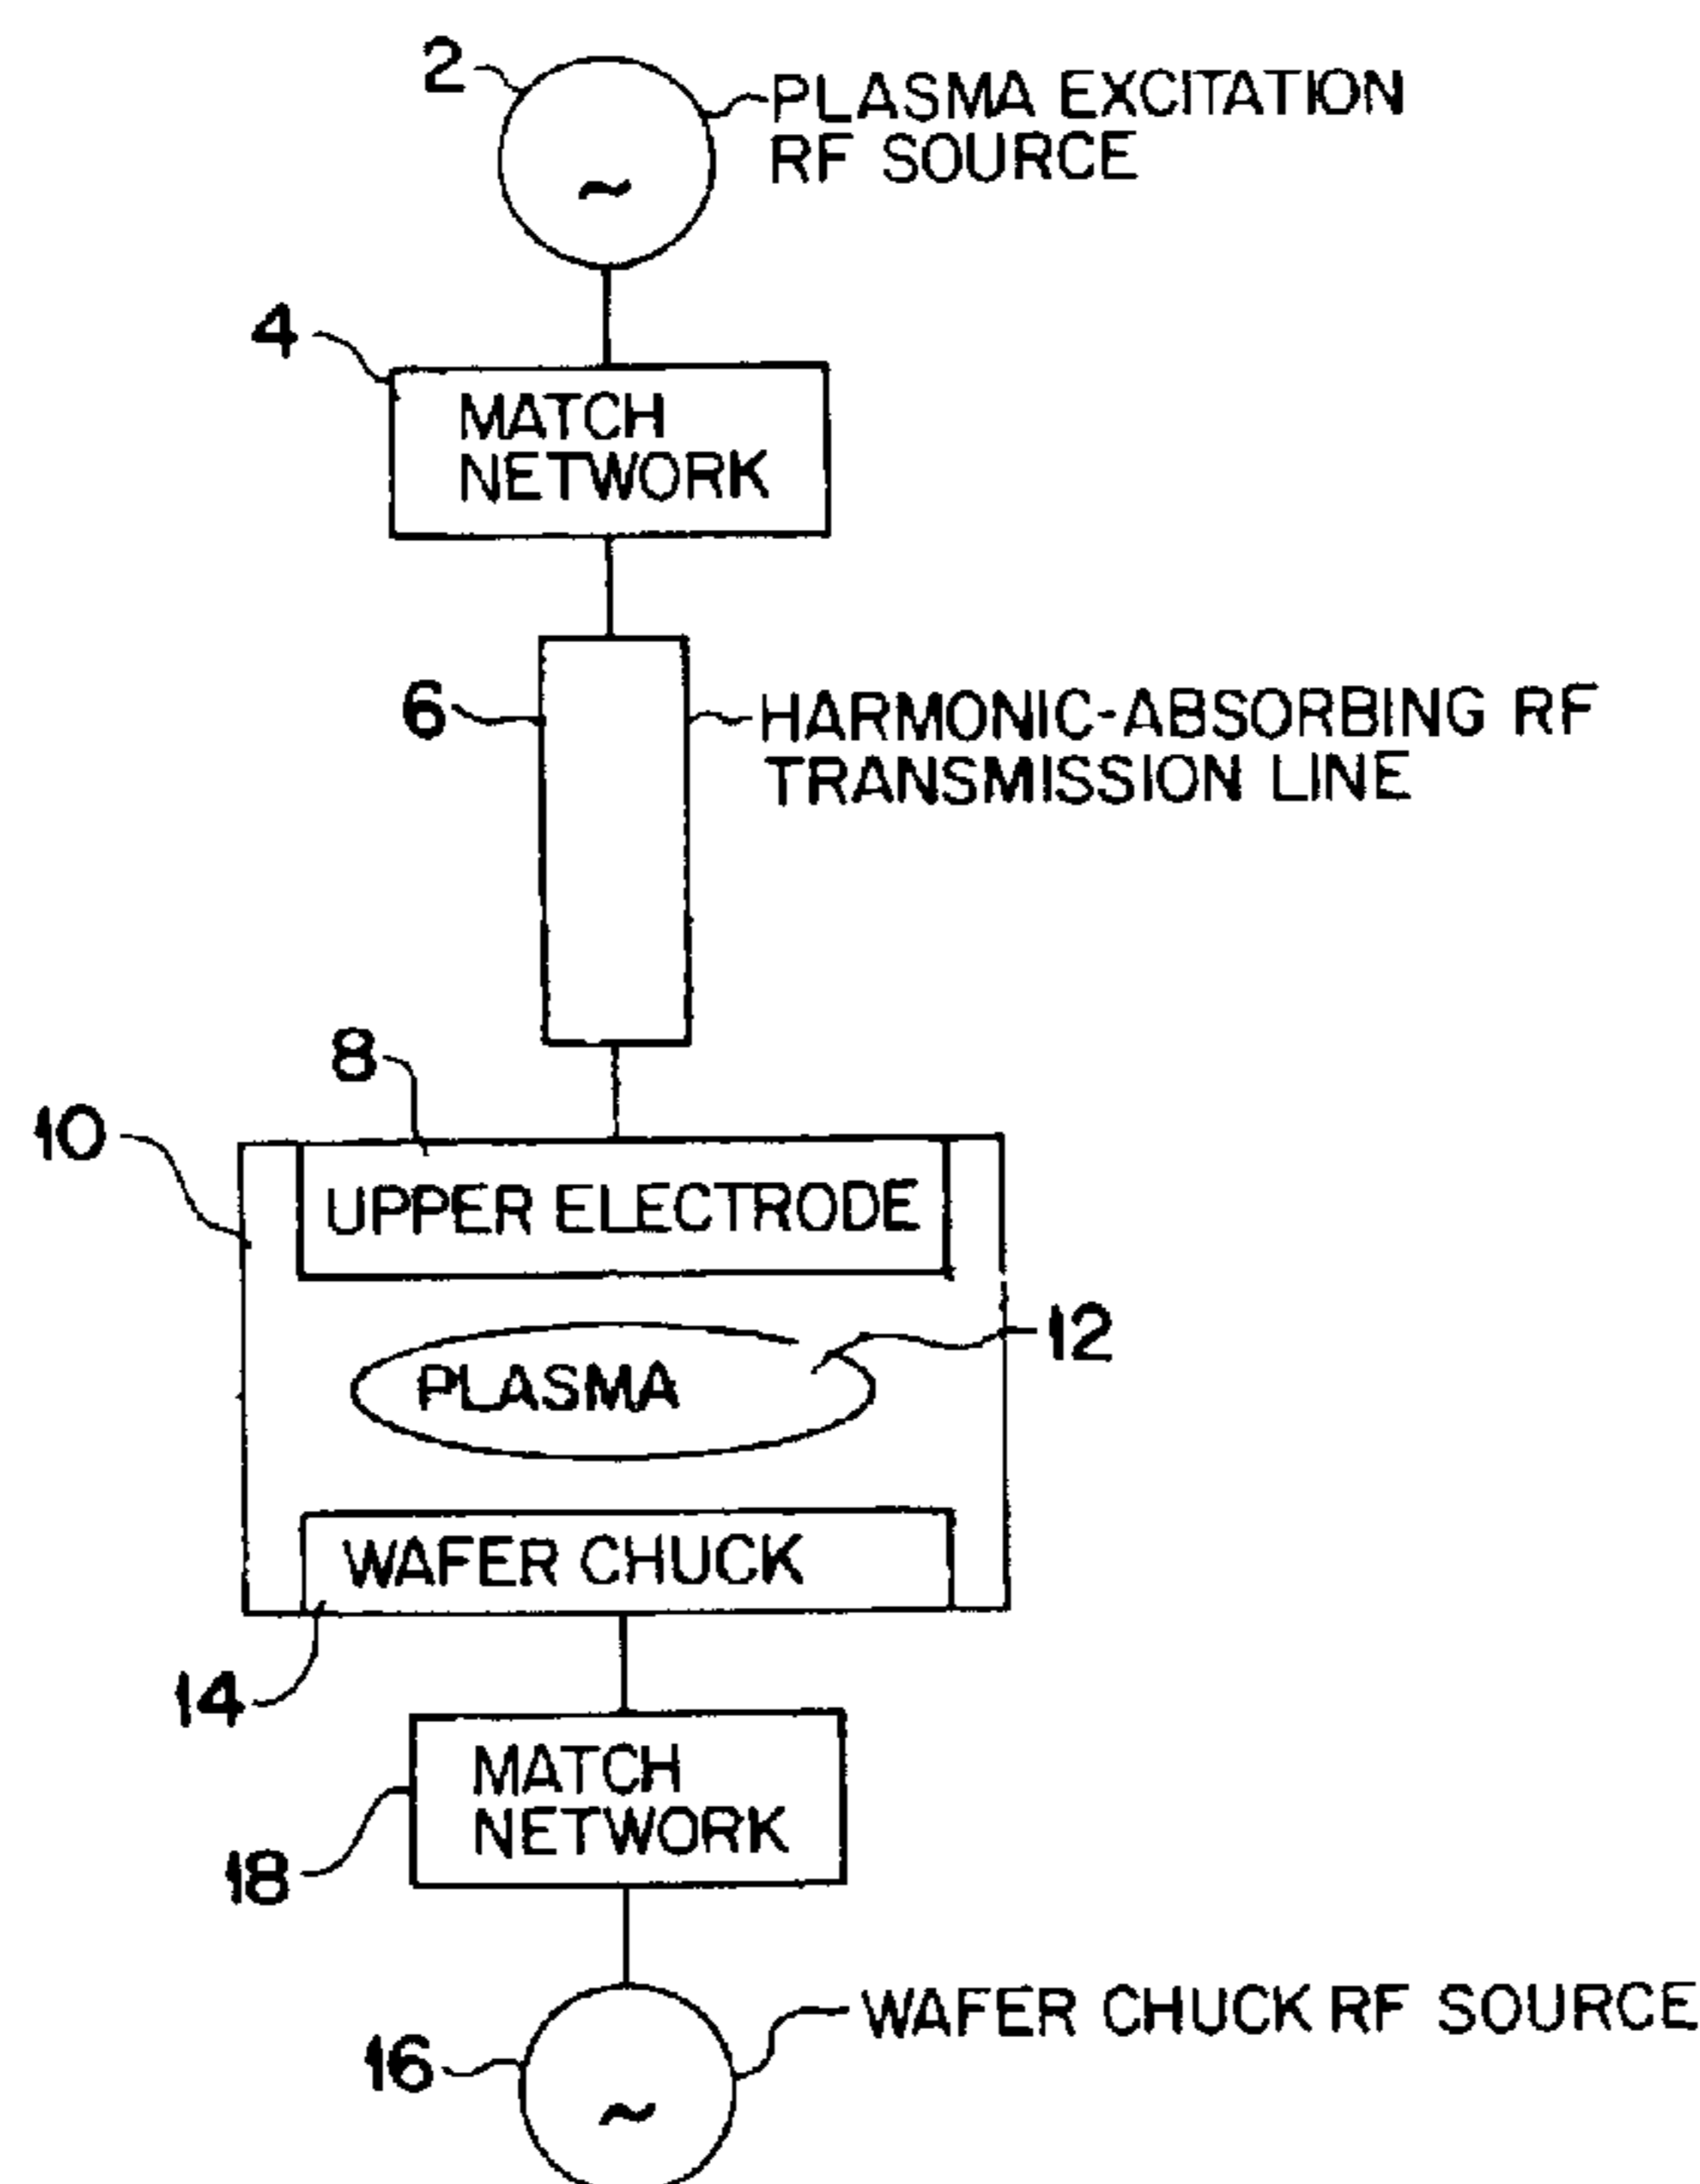 2
PLASMA EXCITATION
RF SOURCE
~
4
MATCH
NETWORK
6
HARMONIC-ABSORBING RF
TRANSMISSION LINE
8
10
UPPER ELECTRODE
12
PLASMA
WAFER CHUCK
14
MATCH
NETWORK
18
WAFER CHUCK RF SOURCE
16
~